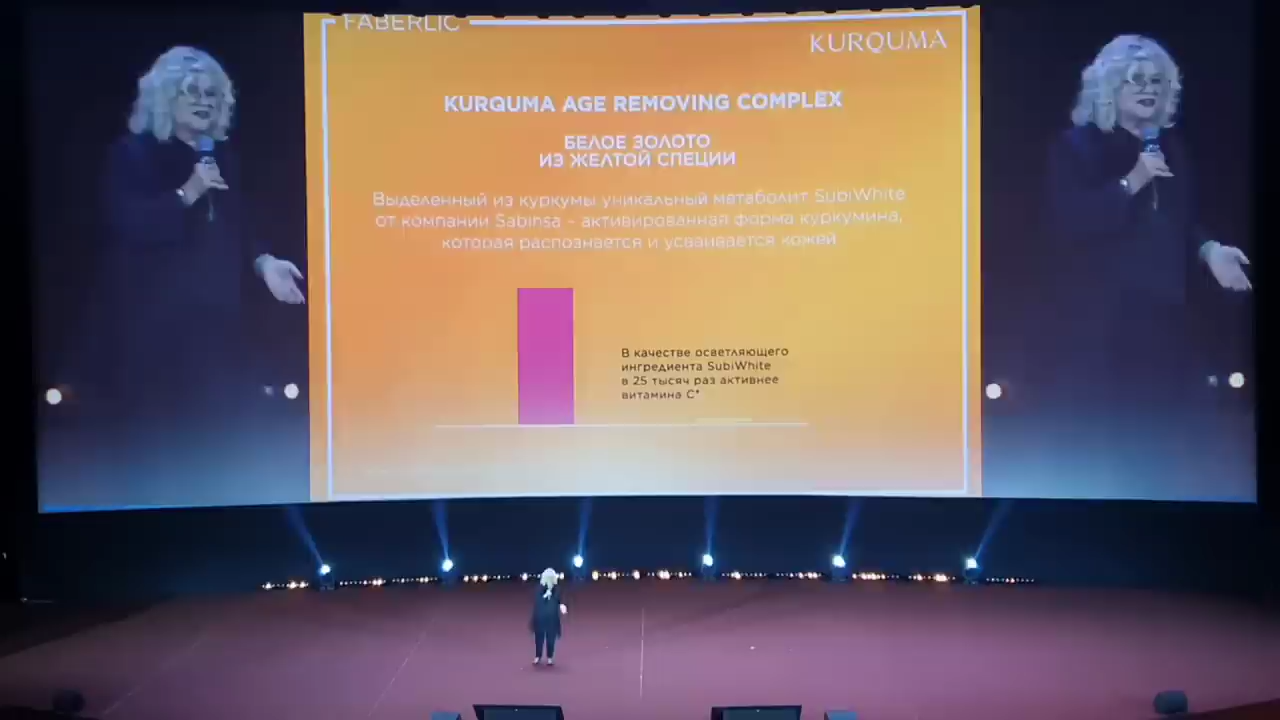 FABERLIC
KURQUMA
KURQUMA AGE REMOVING COMPLEX
БЕЛОЕ ЗОЛОТО
ИЗ ЖЕЛТОЙ СПЕЦИИ
Выделенный из куркумы уникальный метаболит SubiWhite
от компании Sabinsa - активированная форма куркумина,
которая распознается и усваивается кожей
В качестве осветляющего
ингредиента SubiWhite
в 25 тысяч раз активнее
витамина С*